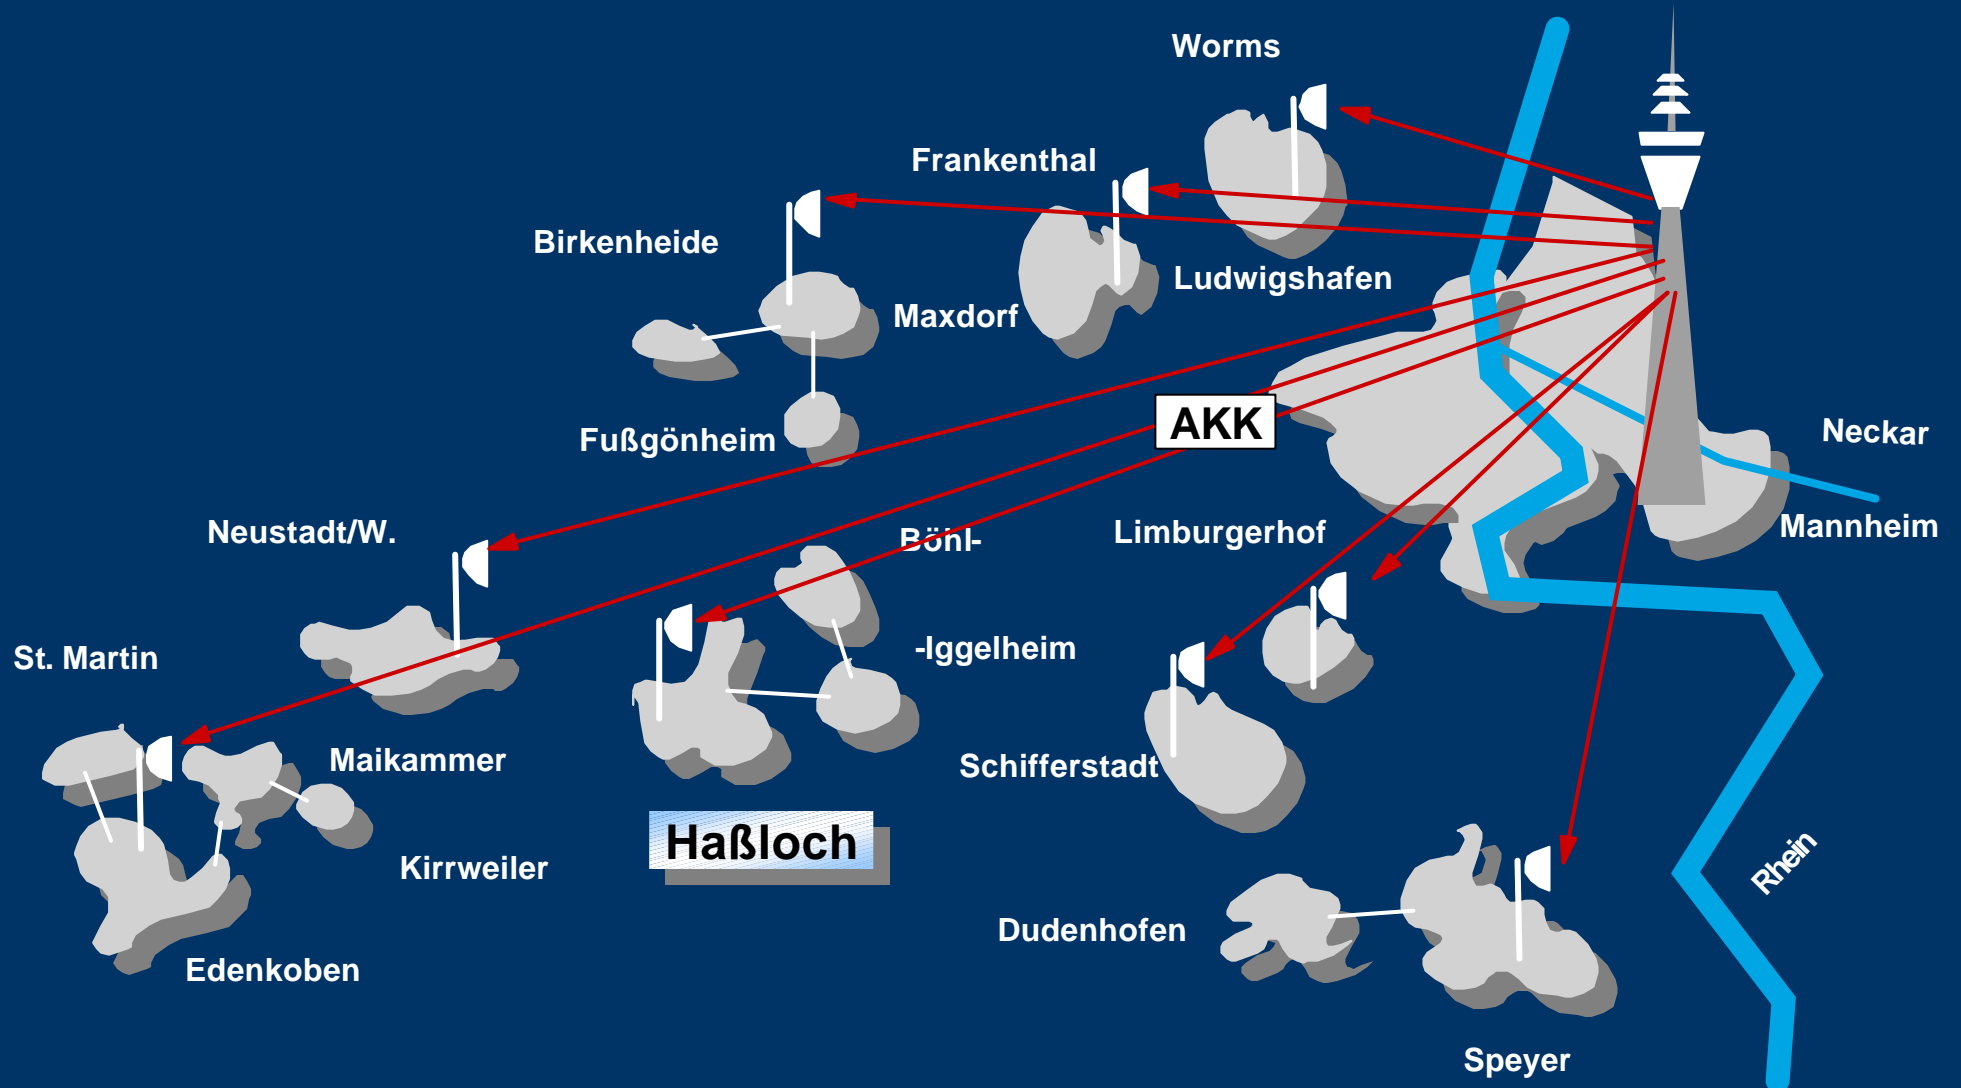 Worms
Frankenthal
Birkenheide
Ludwigshafen
Maxdorf
AKK
Neckar
Fußgönheim
Neustadt/W.
Böhl-
Limburgerhof
Mannheim
St. Martin
-Iggelheim
Maikammer
Schifferstadt
Haßloch
Kirrweiler
Rhein
Dudenhofen
Edenkoben
Speyer